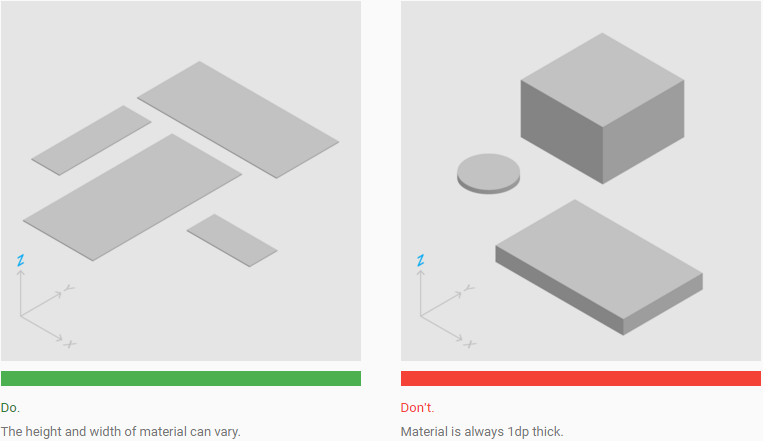 Z
Y
X
Z
Y
X
Do.
The height and width of material can vary.
Don't.
Material is always 1dp thick.